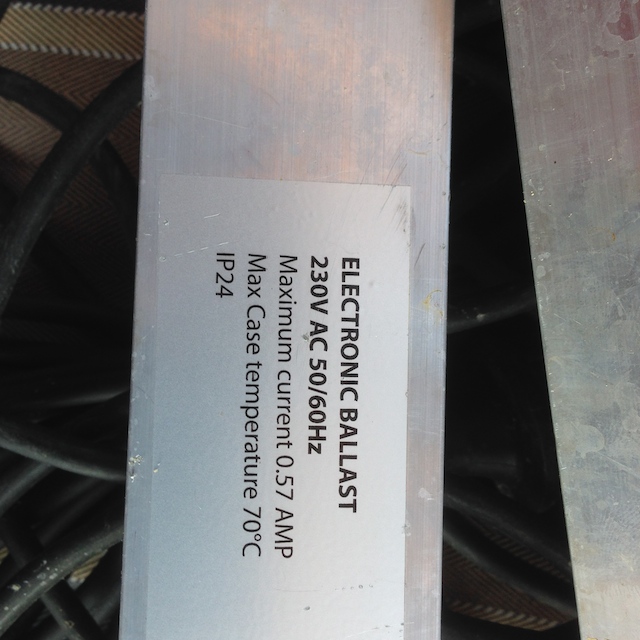 ELECTRONIC BALLAST
230V AC 50/60Hz
Maximum current 0.57 AMP
Max Case temperature 70°C
IP24